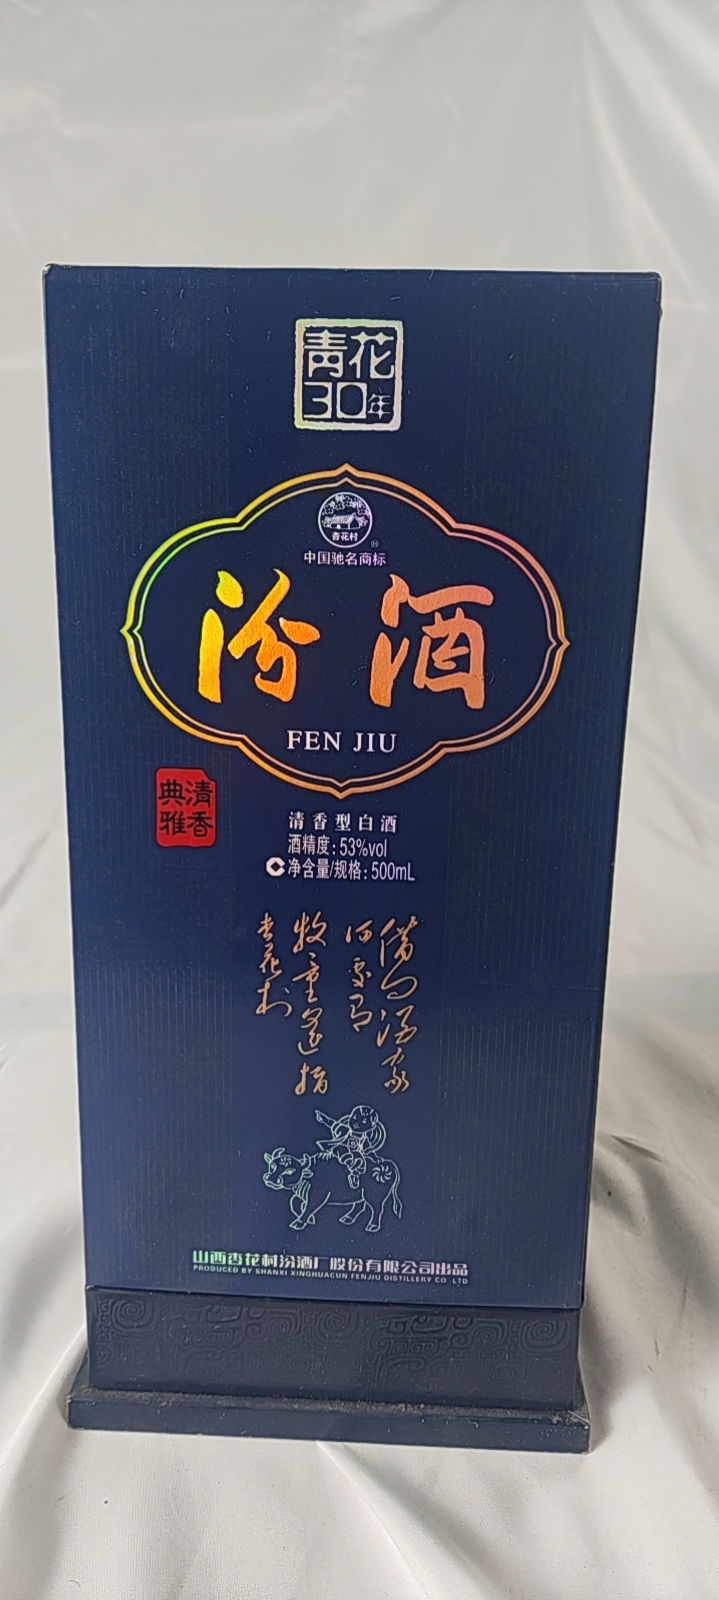 青花
30年
杏花村
中国驰名商标
汾酒
FEN JIU
清香
典雅
清香型白酒
酒精度:53%vol
净含量/规格:500mL
借问酒家
何处有
牧童遥指
杏花村
山西杏花村汾酒厂股份有限公司出品
PRODUCED BY SHANXI XINGHUACUN FENJIU DISTILLERY CO LTD